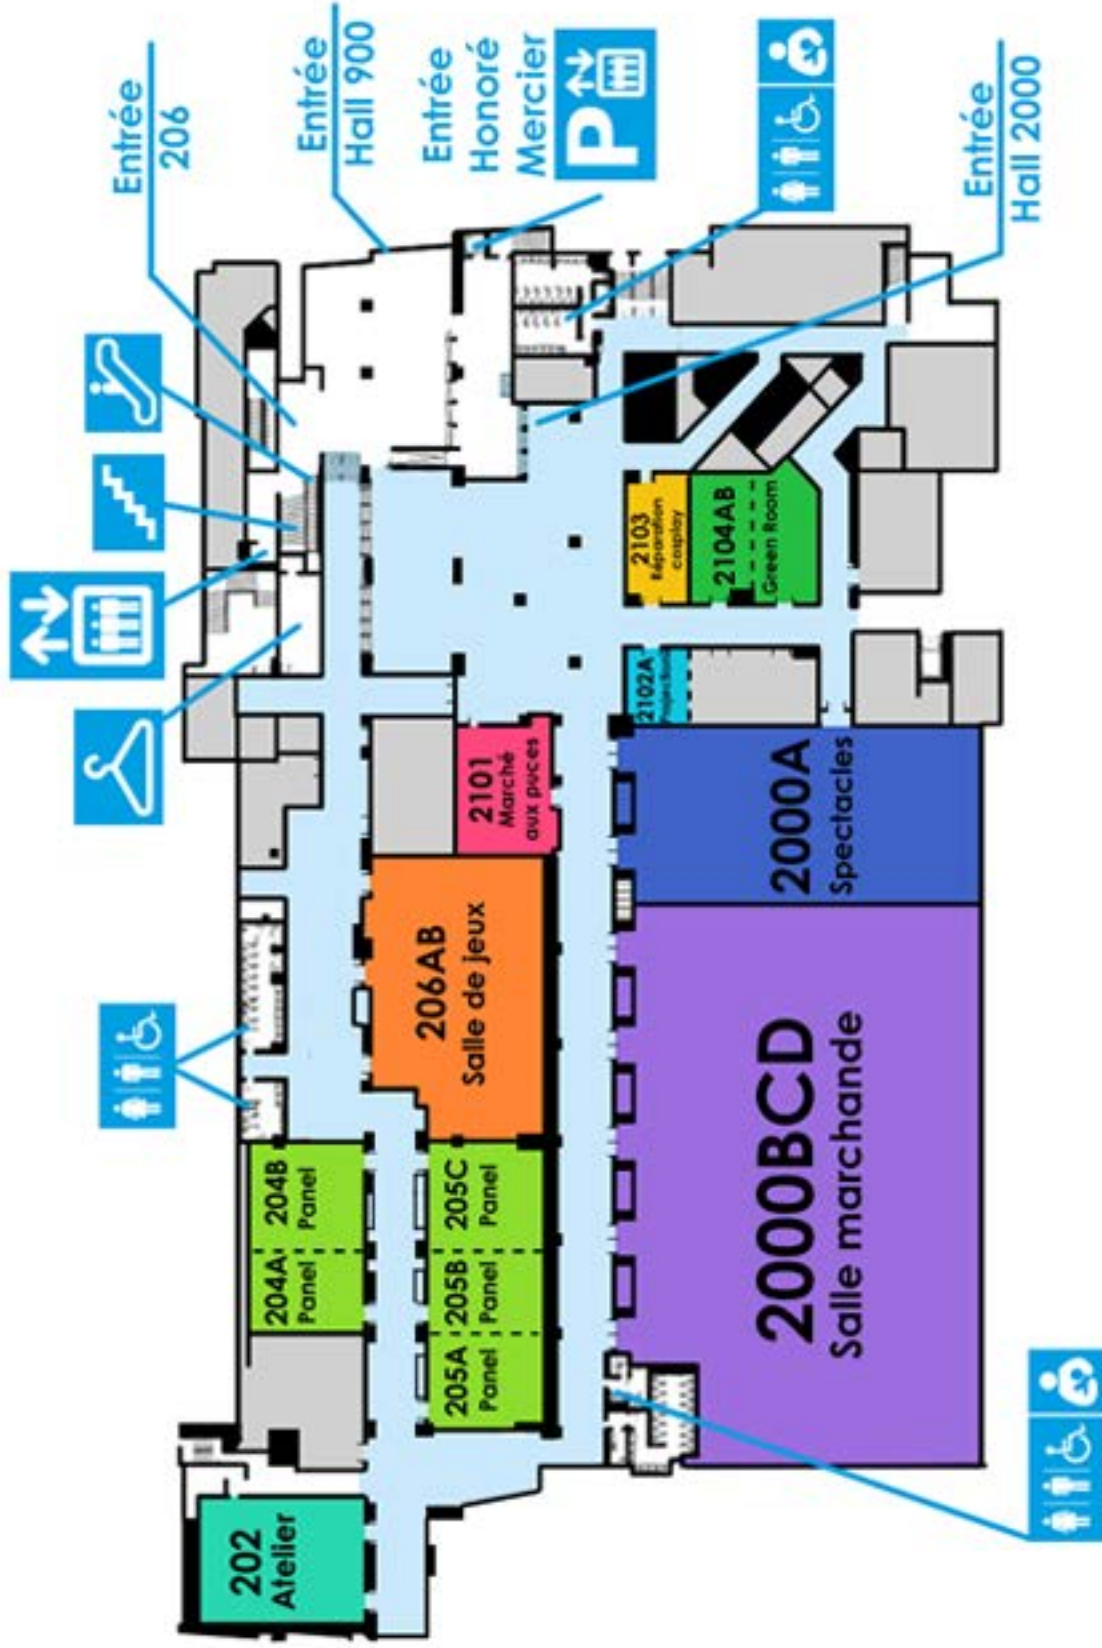 Entrée
206
Entrée
Hall 900
Entrée
Honoré
Mercier
P
202
Atelier
204A
Panel
204B
Panel
205A
Panel
205B
Panel
205C
Panel
206AB
Salle de jeux
2101
Marché
aux puces
2102A
Projections
2103
Réparation
cosplay
2104AB
Green Room
2000BCD
Salle marchande
2000A
Spectacles
Entrée
Hall 2000